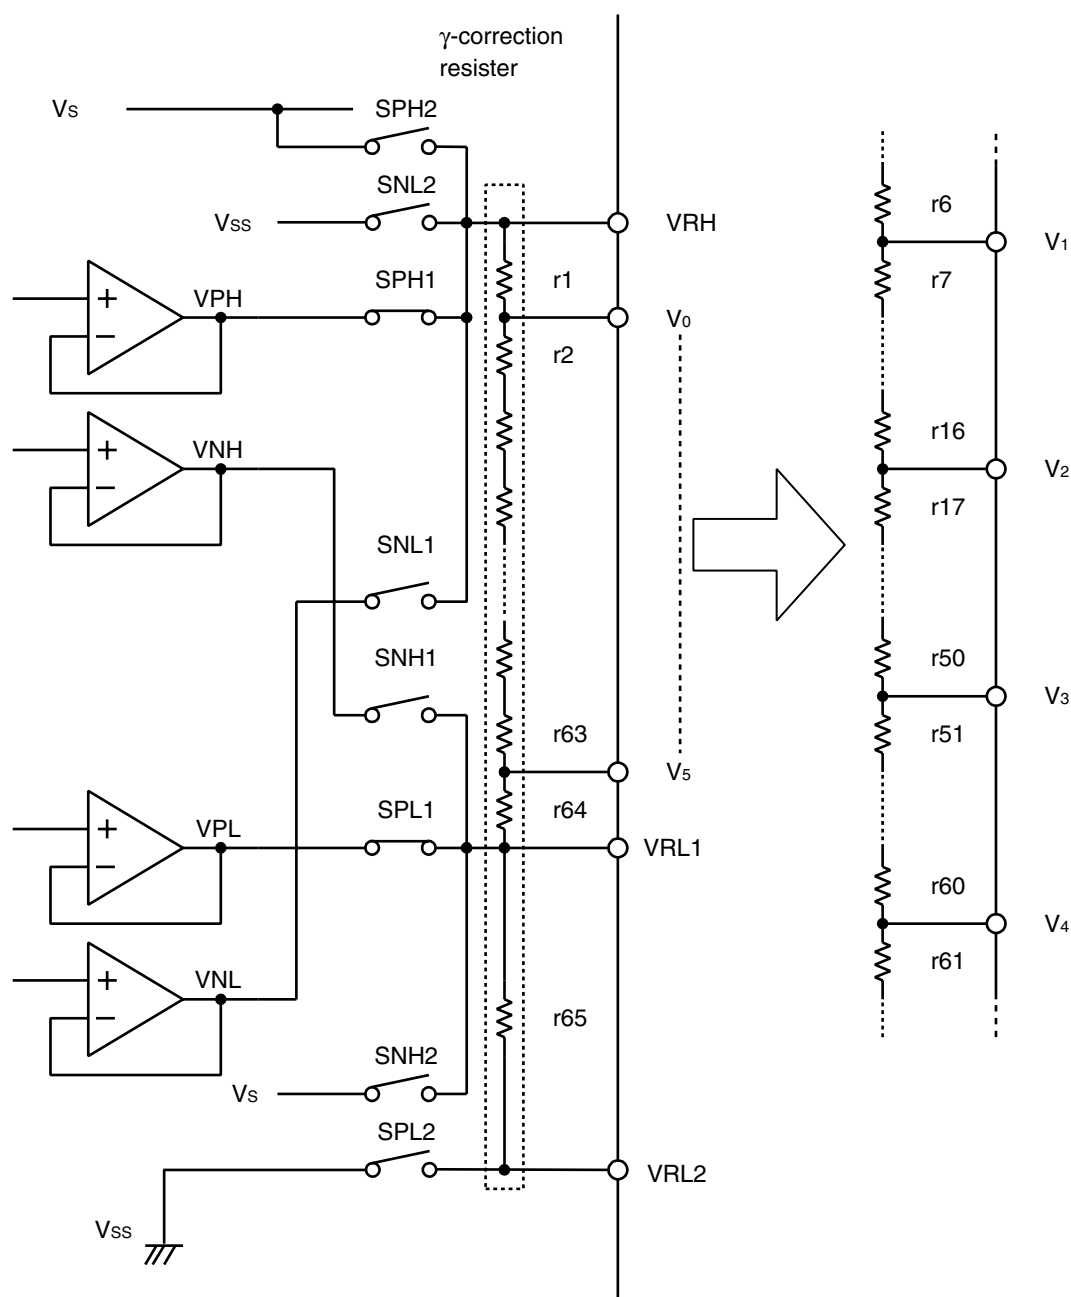 γ-correction
resister
VS
SPH2
SNL2
VSS
VRH
SPH1
VPH
+
−
r1
V0
r2
VNH
+
−
SNL1
SNH1
r63
V5
r64
SPL1
VPL
+
−
VRL1
VNL
+
−
r65
SNH2
VS
SPL2
VRL2
VSS
r6
V1
r7
r16
V2
r17
r50
V3
r51
r60
V4
r61